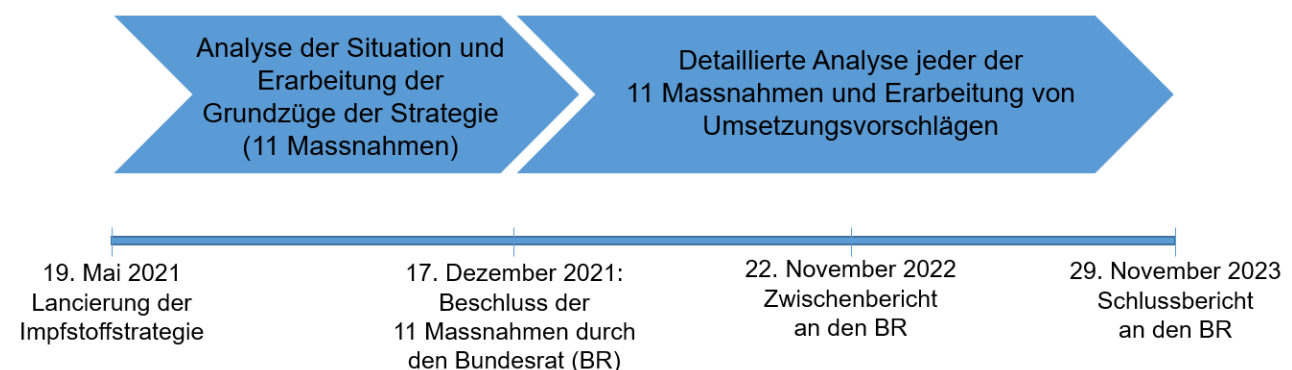 Analyse der Situation und
Erarbeitung der
Grundzüge der Strategie
(11 Massnahmen)
Detaillierte Analyse jeder der
11 Massnahmen und Erarbeitung von
Umsetzungsvorschlägen
19. Mai 2021
Lancierung der
Impfstoffstrategie
17. Dezember 2021:
Beschluss der
11 Massnahmen durch
den Bundesrat (BR)
22. November 2022
Zwischenbericht
an den BR
29. November 2023
Schlussbericht
an den BR